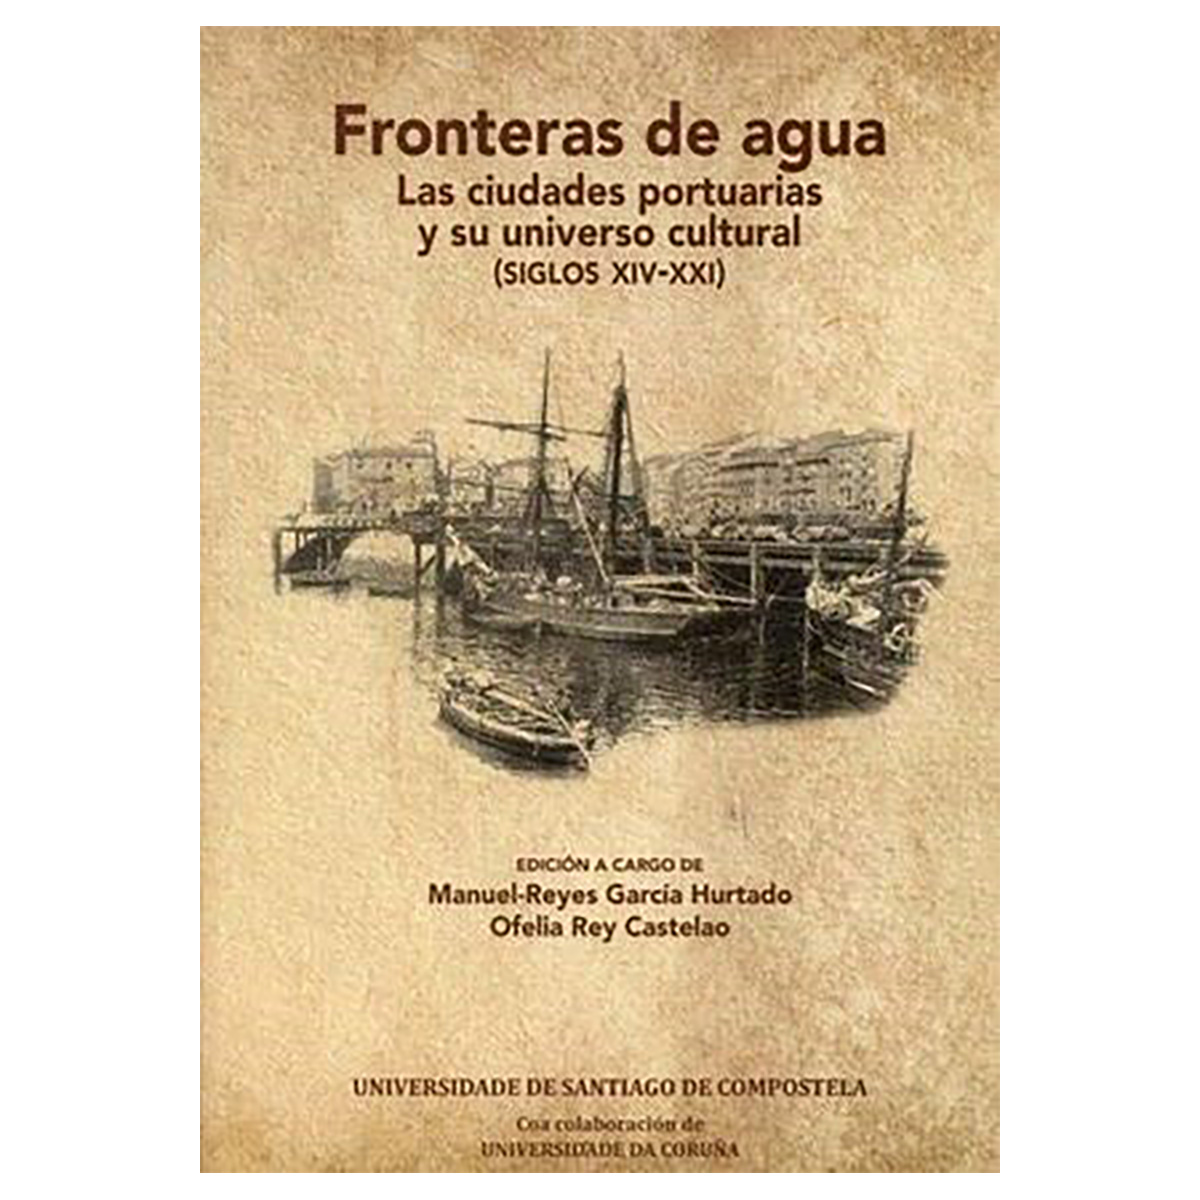 Fronteras de agua
Las ciudades portuarias
y su universo cultural
(SIGLOS XIV-XXI)
EDICIÓN A CARGO DE
Manuel-Reyes García Hurtado
Ofelia Rey Castelao
UNIVERSIDADE DE SANTIAGO DE COMPOSTELA
Coa colaboración de
UNIVERSIDADE DA CORUÑA